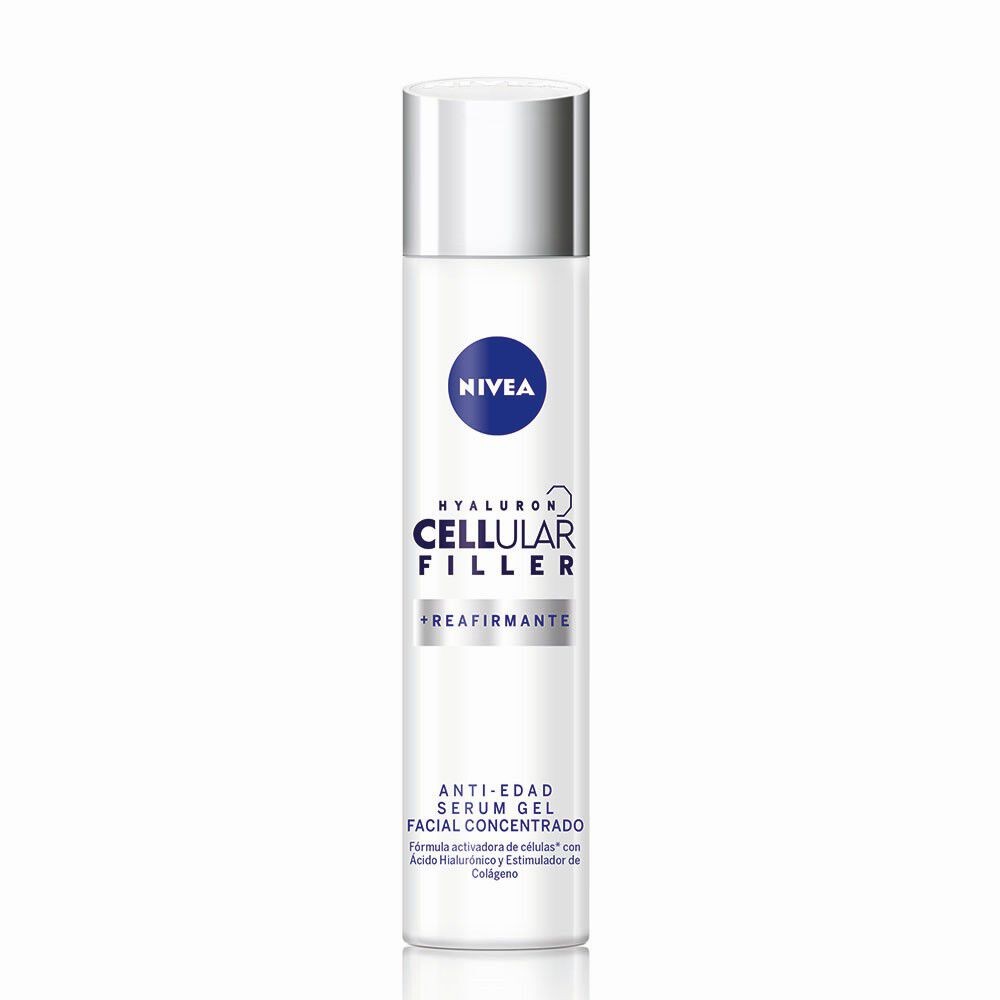 NIVEA
HYALURON
CELLULAR
FILLER
+REAFIRMANTE
ANTI-EDAD
SERUM GEL
FACIAL CONCENTRADO
Fórmula activadora de células* con
Ácido Hialurónico y Estimulador de
Colágeno